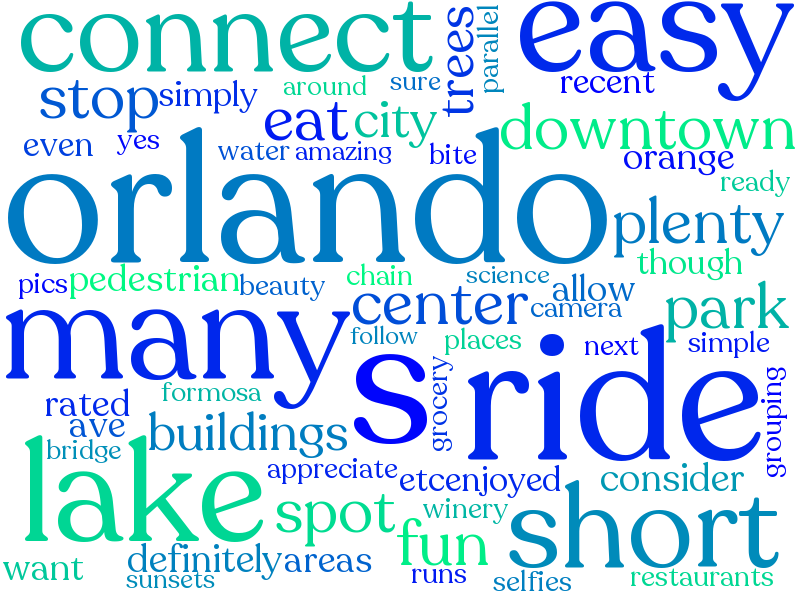 connect
easy
trees
parallel
around
sure
recent
stop
simply
eat
city
downtown
even
yes
water
amazing
bite
orange
ready
orlando
plenty
though
pics
pedestrian
beauty
chain
science
allow
center
camera
park
many
follow
places
next
simple
s
ride
grocery
grouping
formosa
rated
ave
buildings
bridge
lake
appreciate
etcenjoyed
consider
spot
winery
short
fun
want
definitely
areas
sunsets
runs
selfies
restaurants